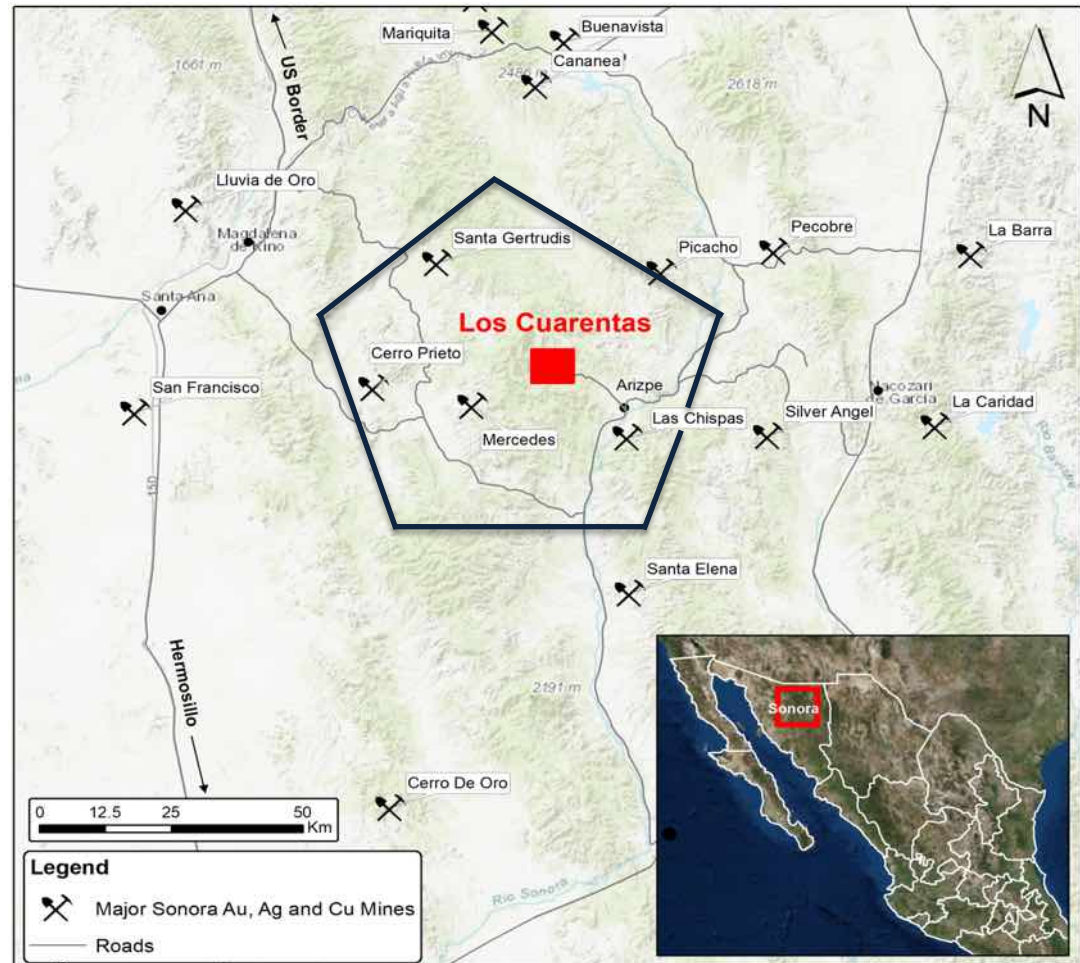 Mariquita
Buenavista
Cananea
1661 m
US Border
2618 m
N
Lluvia de Oro
Magdalena
de Kino
Santa Gertrudis
Picacho
Pecobre
La Barra
Santa Ana
Los Cuarentas
Cerro Prieto
San Francisco
Arizpe
Nacozari
de Garcia
Mercedes
Las Chispas
Silver Angel
La Caridad
150
Santa Elena
Hermosillo
2191 m
Sonora
Cerro De Oro
0 12.5 25 50
Km
Rio Sonora
Legend
Major Sonora Au, Ag and Cu Mines
Roads